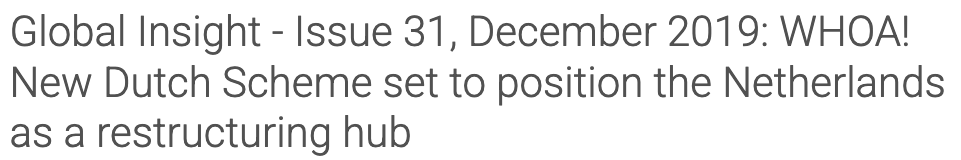 Global Insight - Issue 31, December 2019: WHOA!
New Dutch Scheme set to position the Netherlands
as a restructuring hub